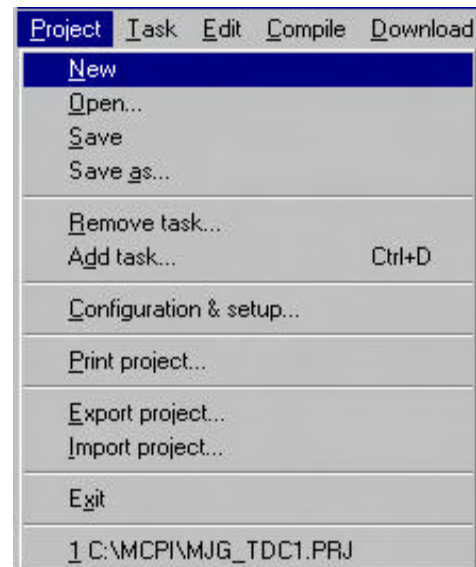 Project Task Edit Compile Download
New
Open...
Save
Save as...
Remove task...
Add task... Ctrl+D
Configuration & setup...
Print project...
Export project...
Import project...
Exit
1 C:\MCPI\MJG_TDC1.PRJ